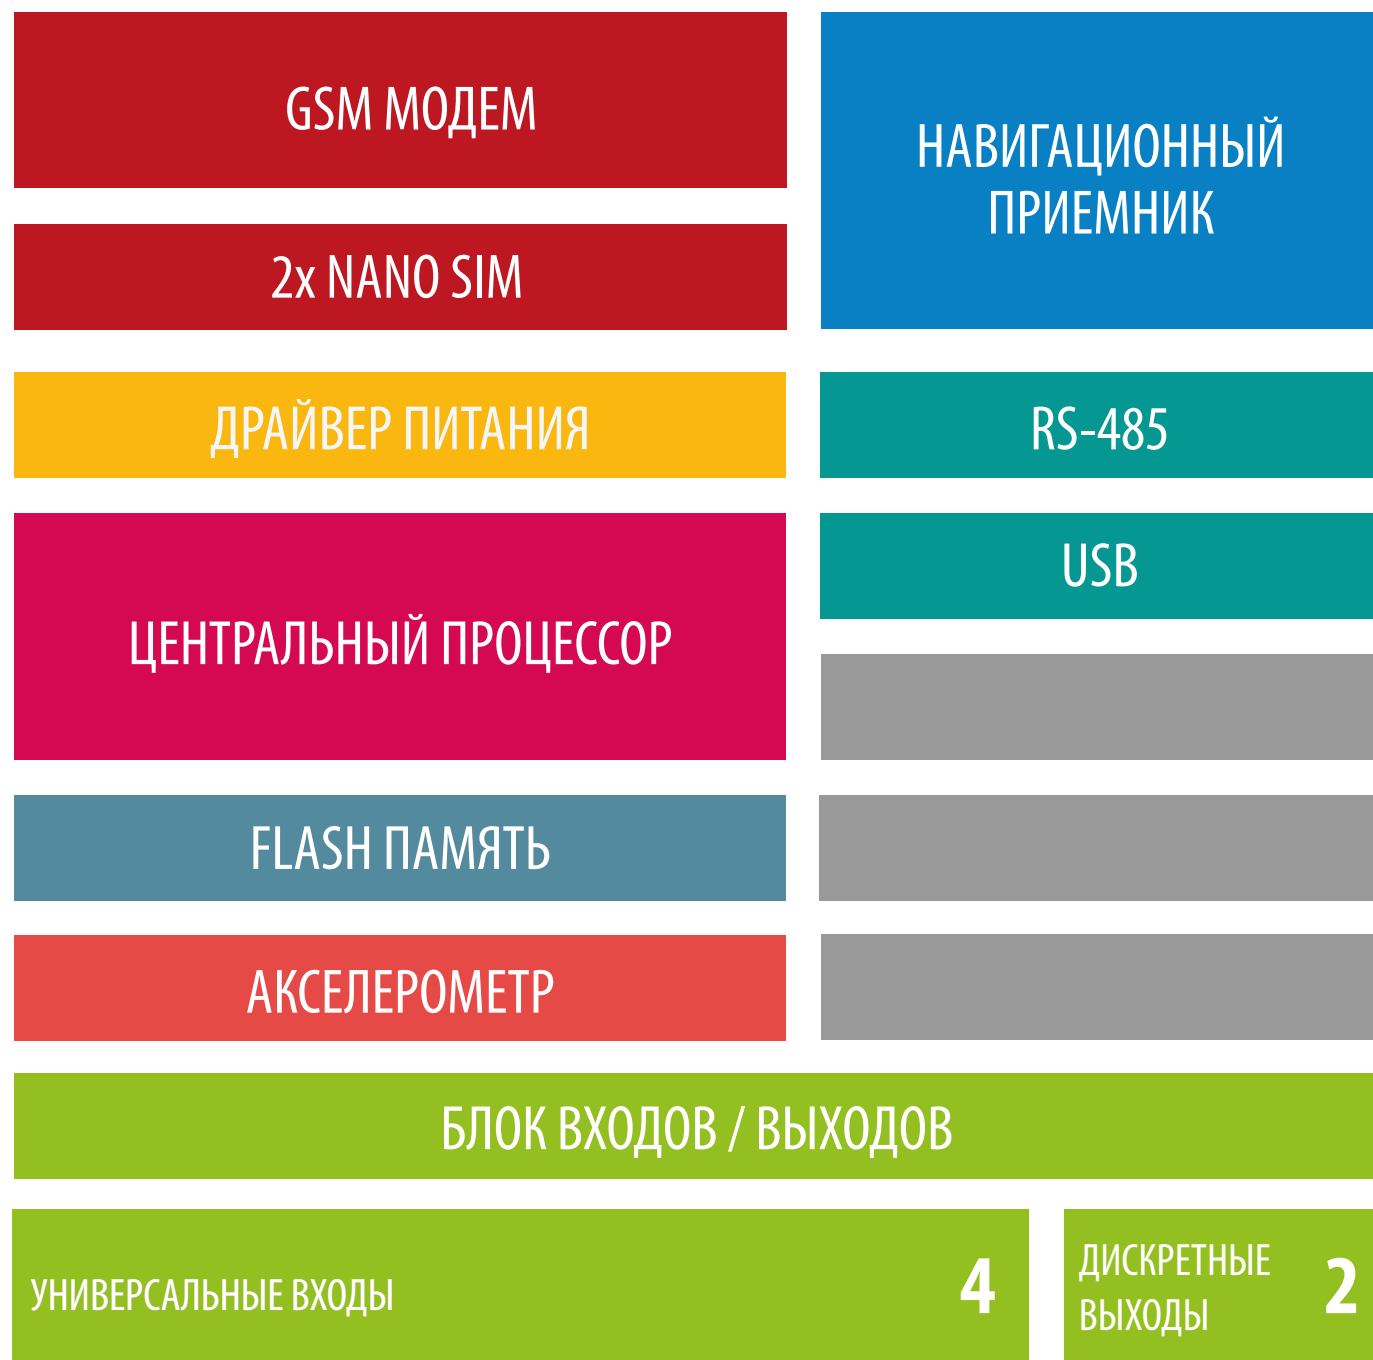 GSM МОДЕМ
НАВИГАЦИОННЫЙ
ПРИЕМНИК
2x NANO SIM
ДРАЙВЕР ПИТАНИЯ
RS-485
ЦЕНТРАЛЬНЫЙ ПРОЦЕССОР
USB
FLASH ПАМЯТЬ
АКСЕЛЕРОМЕТР
БЛОК ВХОДОВ / ВЫХОДОВ
УНИВЕРСАЛЬНЫЕ ВХОДЫ 4
ДИСКРЕТНЫЕ
ВЫХОДЫ 2